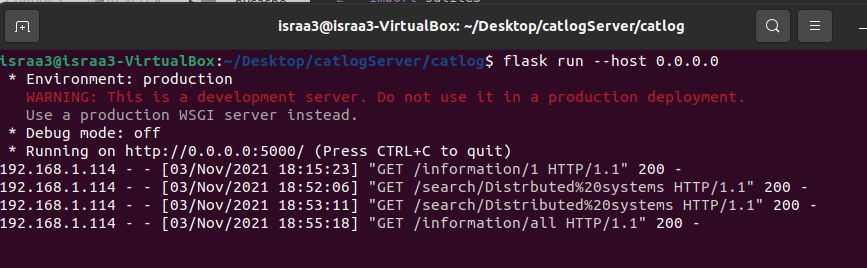 israa3@israa3-VirtualBox: ~/Desktop/catlogServer/catlog
israa3@israa3-VirtualBox:~/Desktop/catlogServer/catlog$ flask run --host 0.0.0.0
* Environment: production
WARNING: This is a development server. Do not use it in a production deployment.
Use a production WSGI server instead.
* Debug mode: off
* Running on http://0.0.0.0:5000/ (Press CTRL+C to quit)
192.168.1.114 - - [03/Nov/2021 18:15:23] "GET /information/1 HTTP/1.1" 200 -
192.168.1.114 - - [03/Nov/2021 18:52:06] "GET /search/Distrbuted%20systems HTTP/1.1" 200 -
192.168.1.114 - - [03/Nov/2021 18:53:11] "GET /search/Distributed%20systems HTTP/1.1" 200 -
192.168.1.114 - - [03/Nov/2021 18:55:18] "GET /information/all HTTP/1.1" 200 -